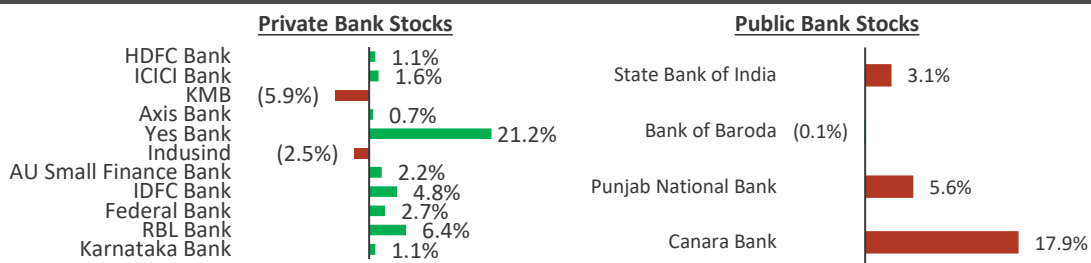 Private Bank Stocks
HDFC Bank 1.1%
ICICI Bank 1.6%
KMB (5.9%)
Axis Bank 0.7%
Yes Bank 21.2%
Indusind (2.5%)
AU Small Finance Bank 2.2%
IDFC Bank 4.8%
Federal Bank 2.7%
RBL Bank 6.4%
Karnataka Bank 1.1%
Public Bank Stocks
State Bank of India 3.1%
Bank of Baroda (0.1%)
Punjab National Bank 5.6%
Canara Bank 17.9%